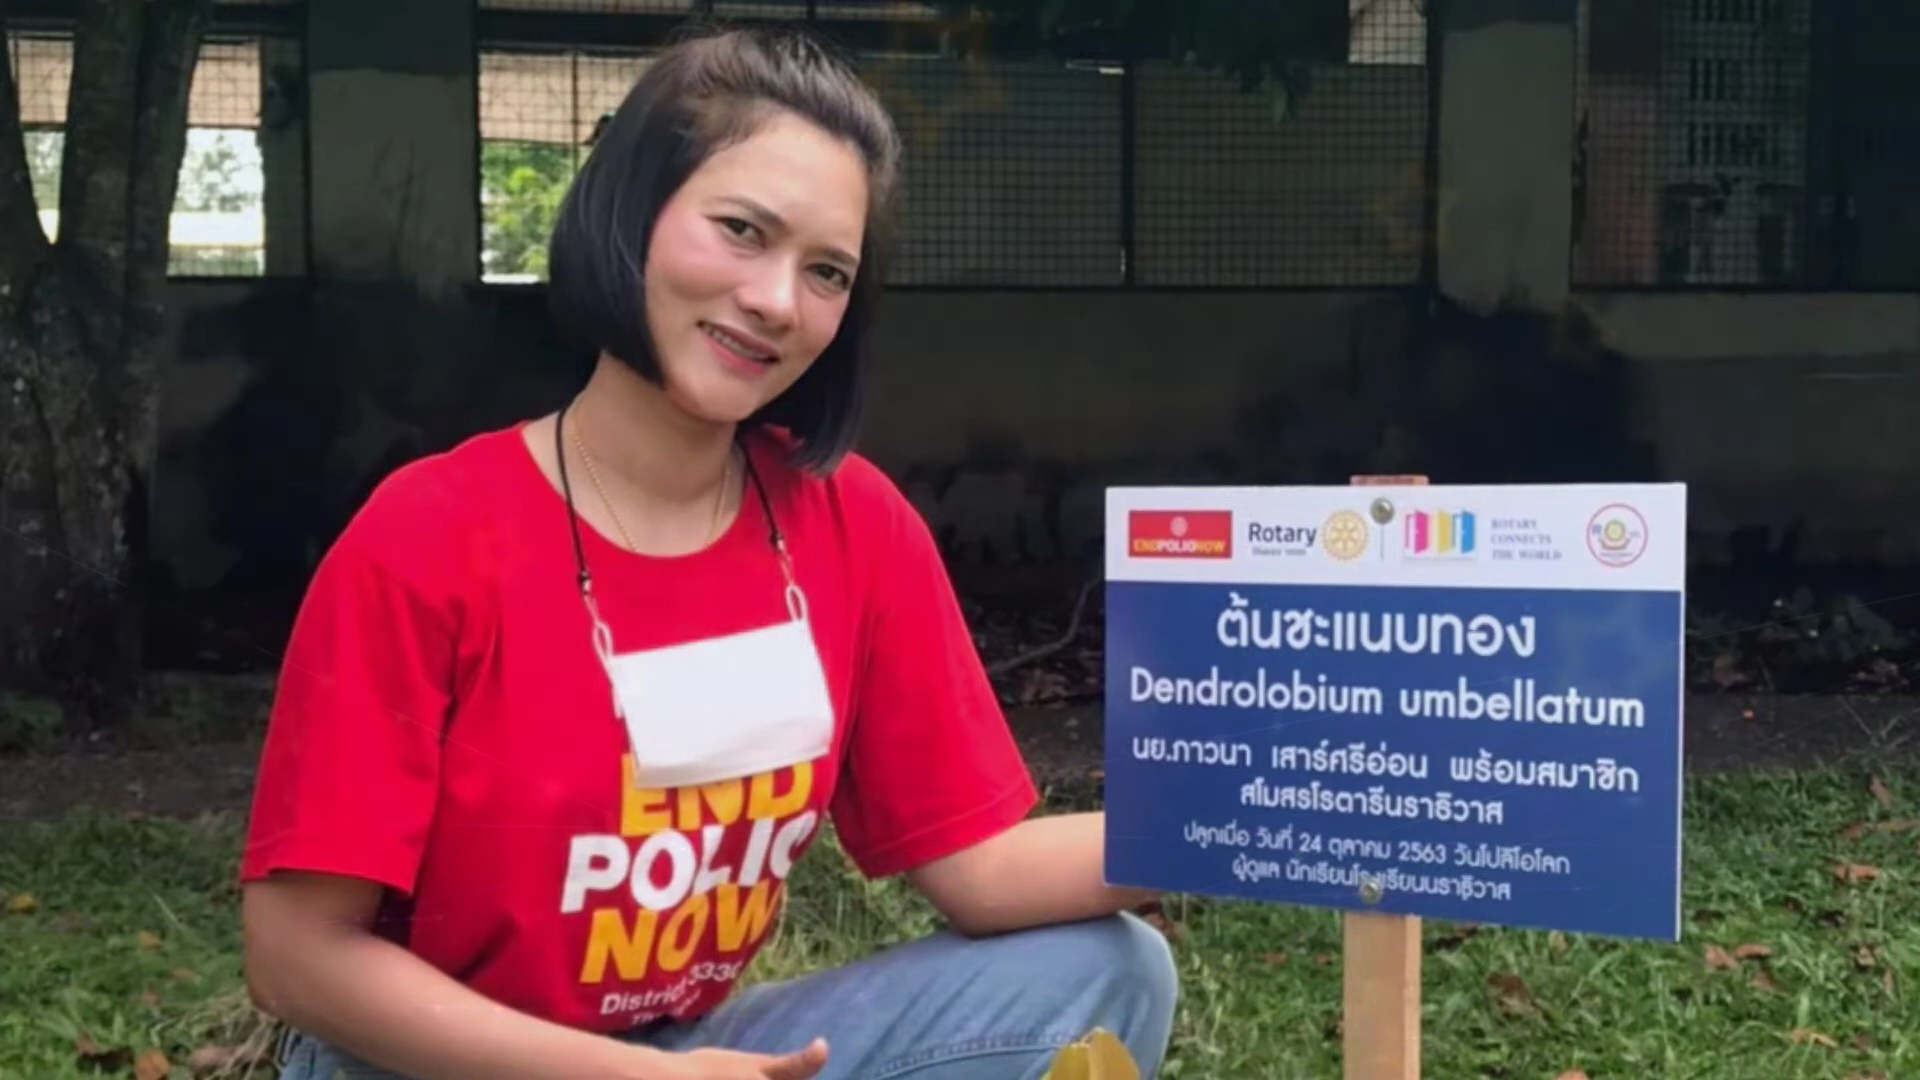 END
POLIO
NOW
District 3330
ENDPOLIONOW
Rotary
ROTARY
CONNECTS
THE WORLD
ต้นชะแนบทอง
Dendrolobium umbellatum
นย.ภาวนา เสาร์ศรีอ่อน พร้อมสมาชิก
สโมสรโรตารีนราธิวาส
ปลูกเมื่อ วันที่ 24 ตุลาคม 2563 วันโปลิโอโลก
ผู้ดูแล นักเรียนโรงเรียนนราธิวาส